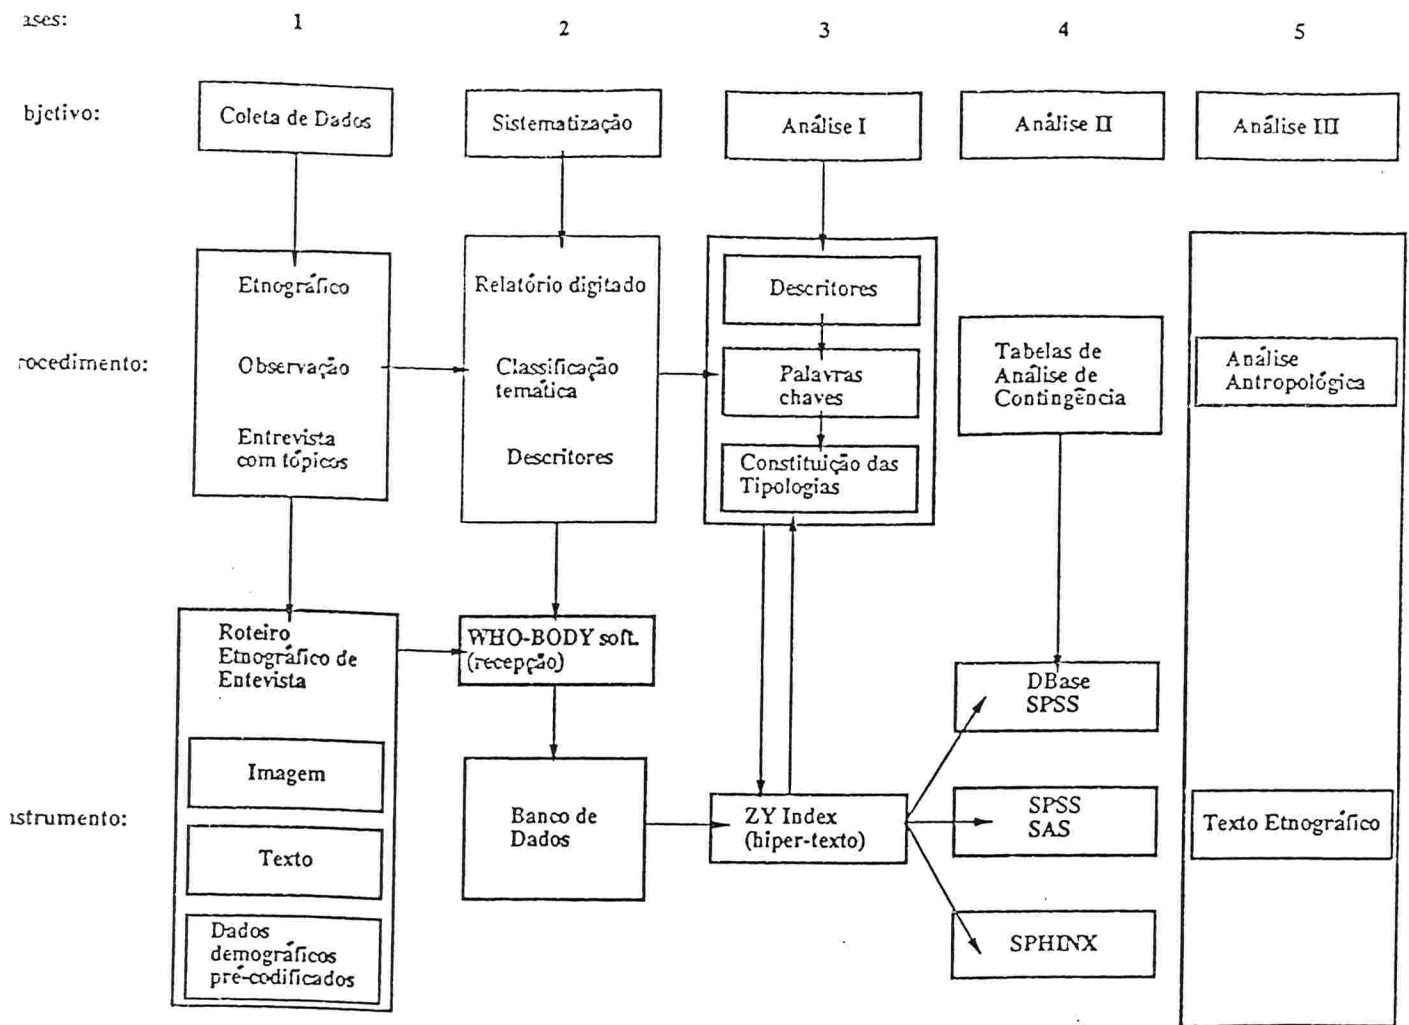 ases: 1 2 3 4 5
bjetivo:
Coleta de Dados
Sistematização
Análise I
Análise II
Análise III
rocedimento:
Etnográfico
Observação
Entrevista
com tópicos
Relatório digitado
Classificação
temática
Descritores
Descritores
Palavras
chaves
Constituição das
Tipologias
Tabelas de
Análise de
Contingência
Análise
Antropológica
nstrumento:
Roteiro
Etnográfico de
Entevista
Imagem
Texto
Dados
demográficos
pré-codificados
WHO-BODY soft.
(recepção)
Banco de
Dados
ZY Index
(hiper-texto)
DBase
SPSS
SPSS
SAS
SPHINX
Texto Etnográfico